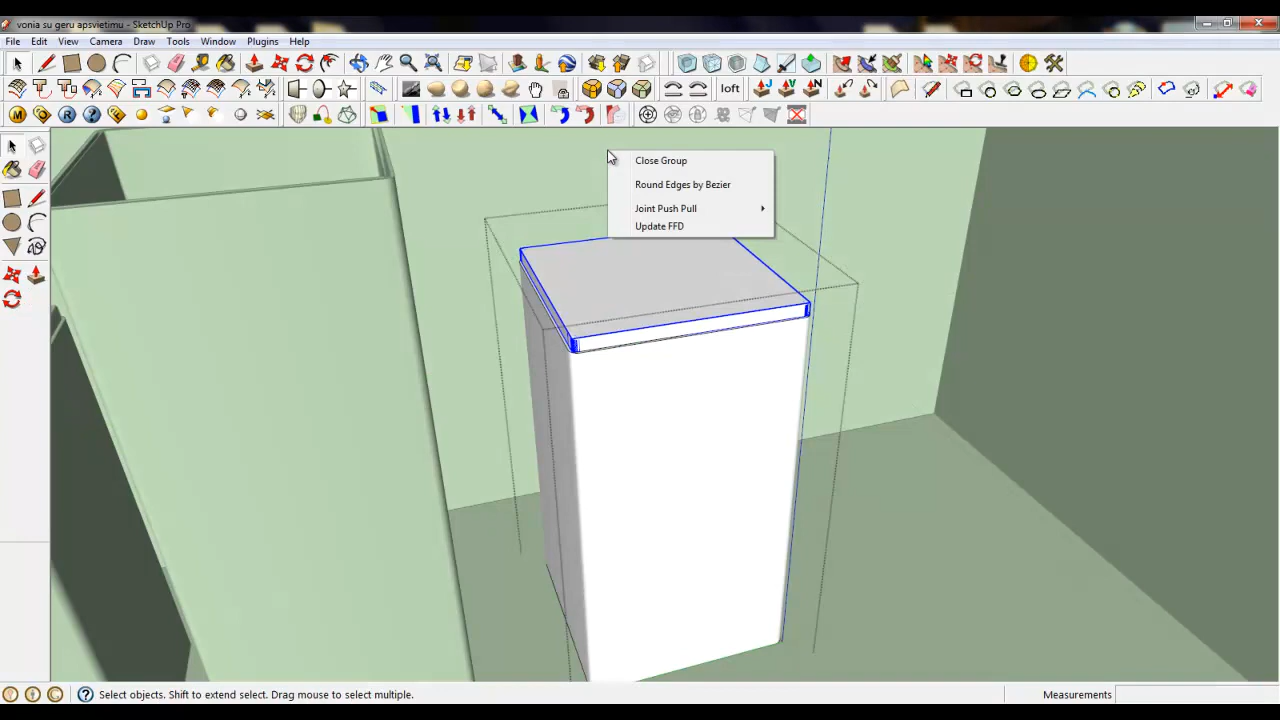 vonia su geru apsvietimu - SketchUp Pro
File Edit View Camera Draw Tools Window Plugins Help
loft
M Q R ?
Close Group
Round Edges by Bezier
Joint Push Pull
Update FFD
Select objects. Shift to extend select. Drag mouse to select multiple.
Measurements